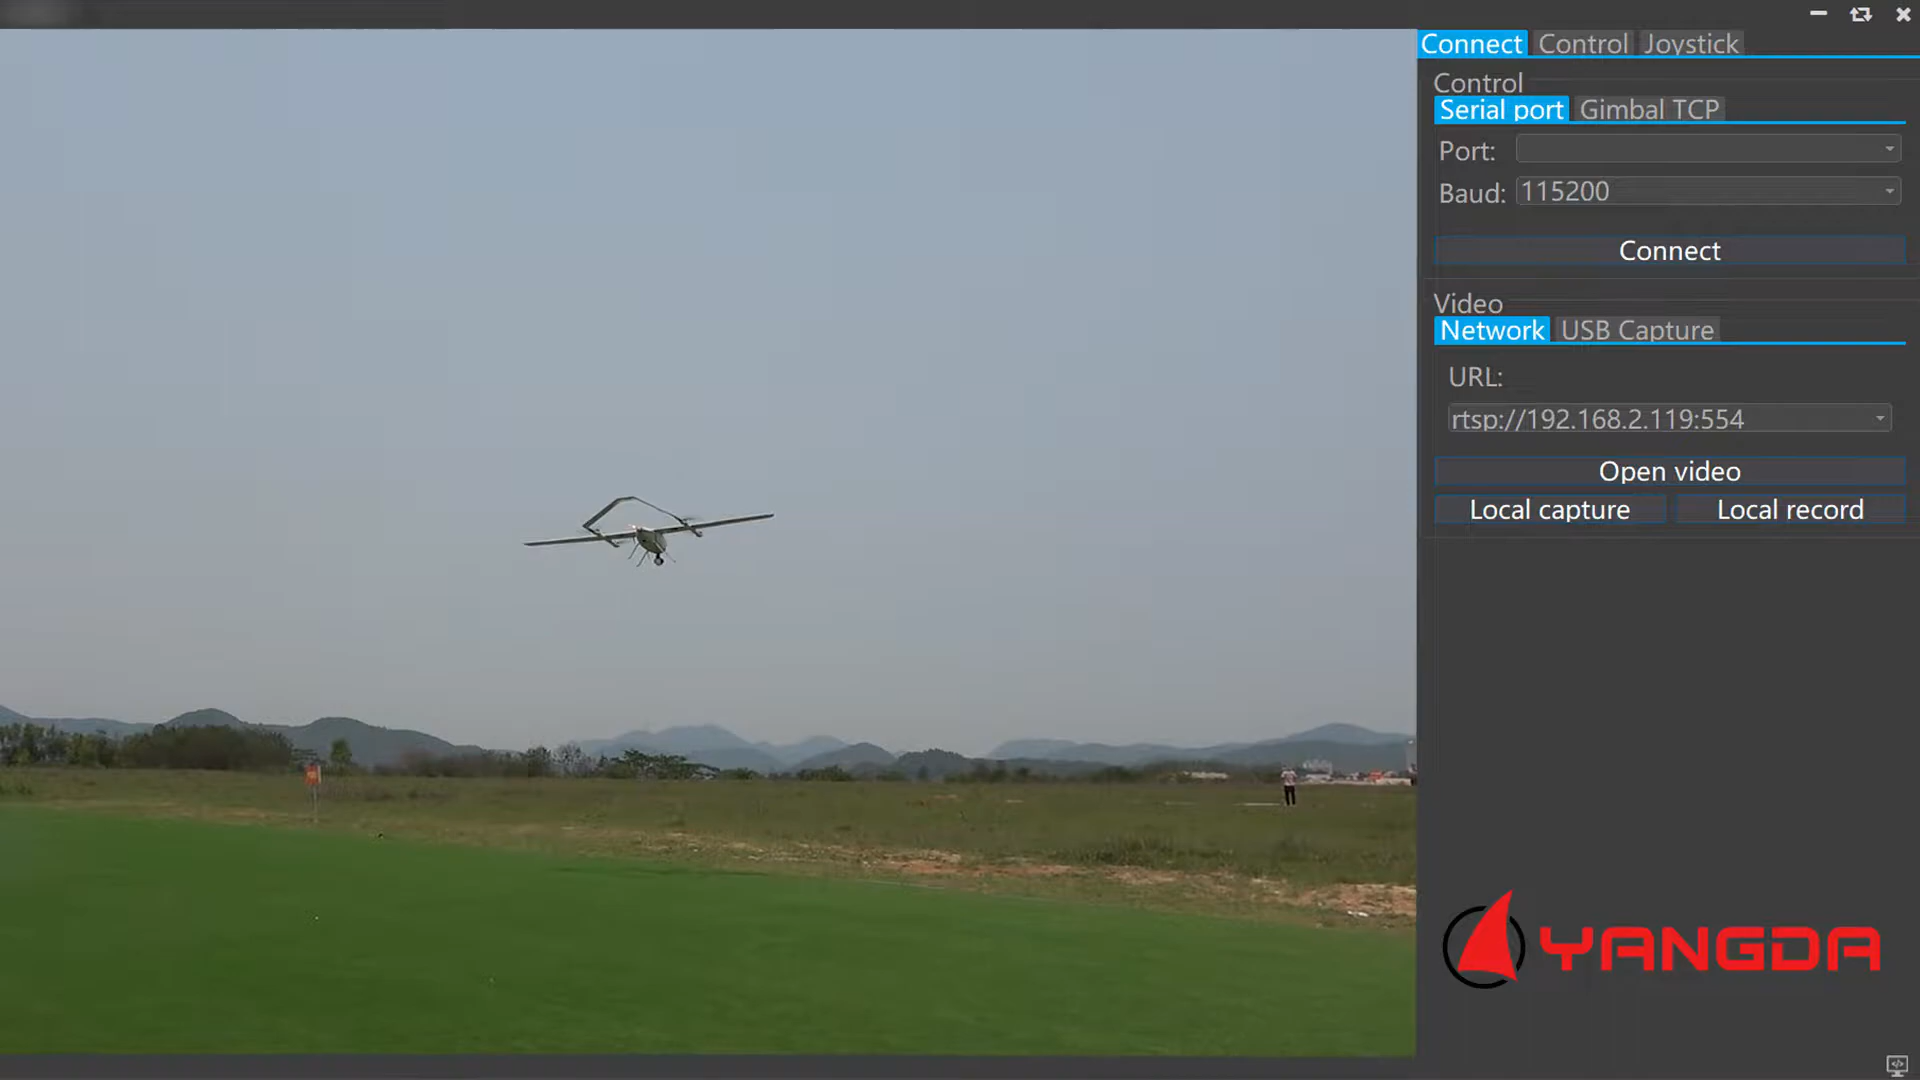 Connect Control Joystick
Control
Serial port Gimbal TCP
Port:
Baud: 115200
Connect
Video
Network USB Capture
URL:
rtsp://192.168.2.119:554
Open video
Local capture Local record
YANGDA